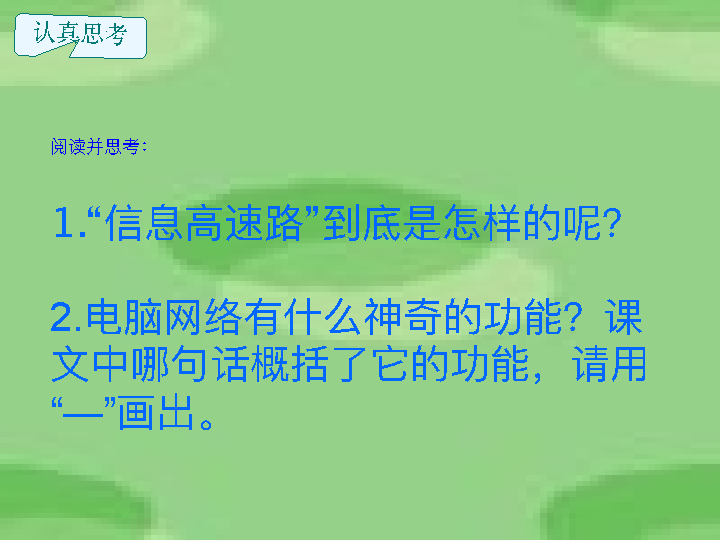 认真思考
阅读并思考：
1.“信息高速路”到底是怎样的呢？
2.电脑网络有什么神奇的功能？课
文中哪句话概括了它的功能，请用
“—”画出。